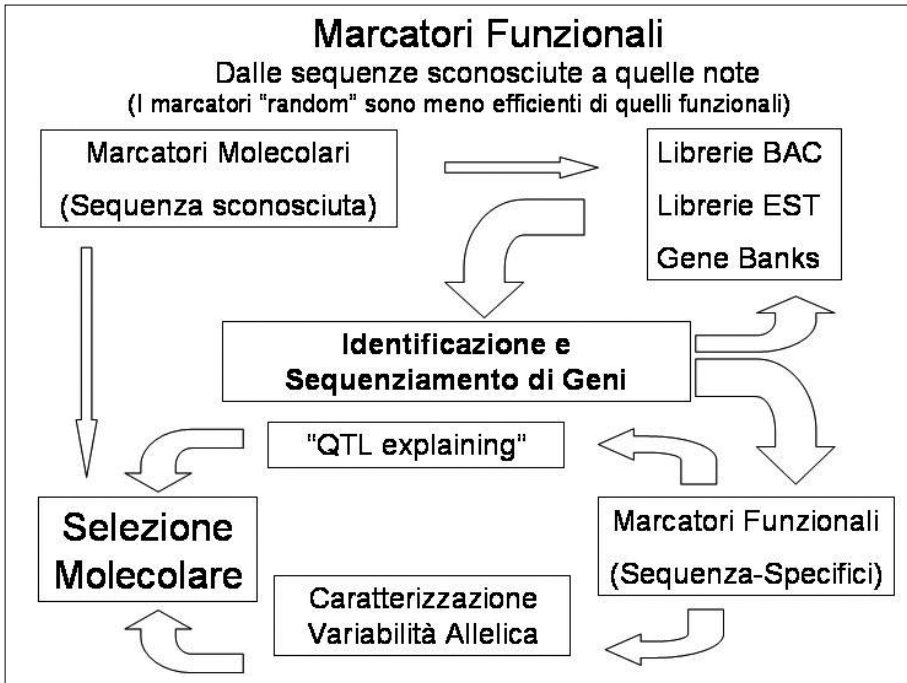 Marcatori Funzionali
Dalle sequenze sconosciute a quelle note
(I marcatori "random" sono meno efficienti di quelli funzionali)
Marcatori Molecolari
(Sequenza sconosciuta)
Librerie BAC
Librerie EST
Gene Banks
Identificazione e
Sequenziamento di Geni
"QTL explaining"
Selezione
Molecolare
Marcatori Funzionali
(Sequenza-Specifici)
Caratterizzazione
Variabilità Allelica